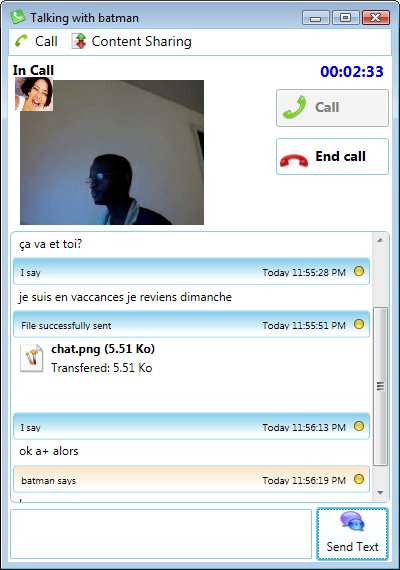 Talking with batman
Call Content Sharing
In Call
00:02:33
Call
End call
ça va et toi?
I say Today 11:55:28 PM
je suis en vaccances je reviens dimanche
File successfully sent Today 11:55:51 PM
chat.png (5.51 Ko)
Transfered: 5.51 Ko
I say Today 11:56:13 PM
ok a+ alors
batman says Today 11:56:19 PM
Send Text